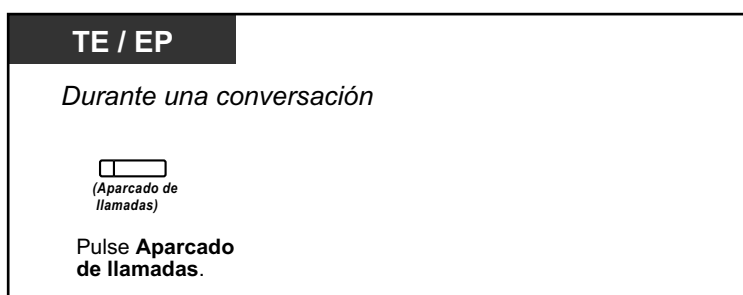 TE / EP
Durante una conversación
(Aparcado de
llamadas)
Pulse Aparcado
de llamadas.